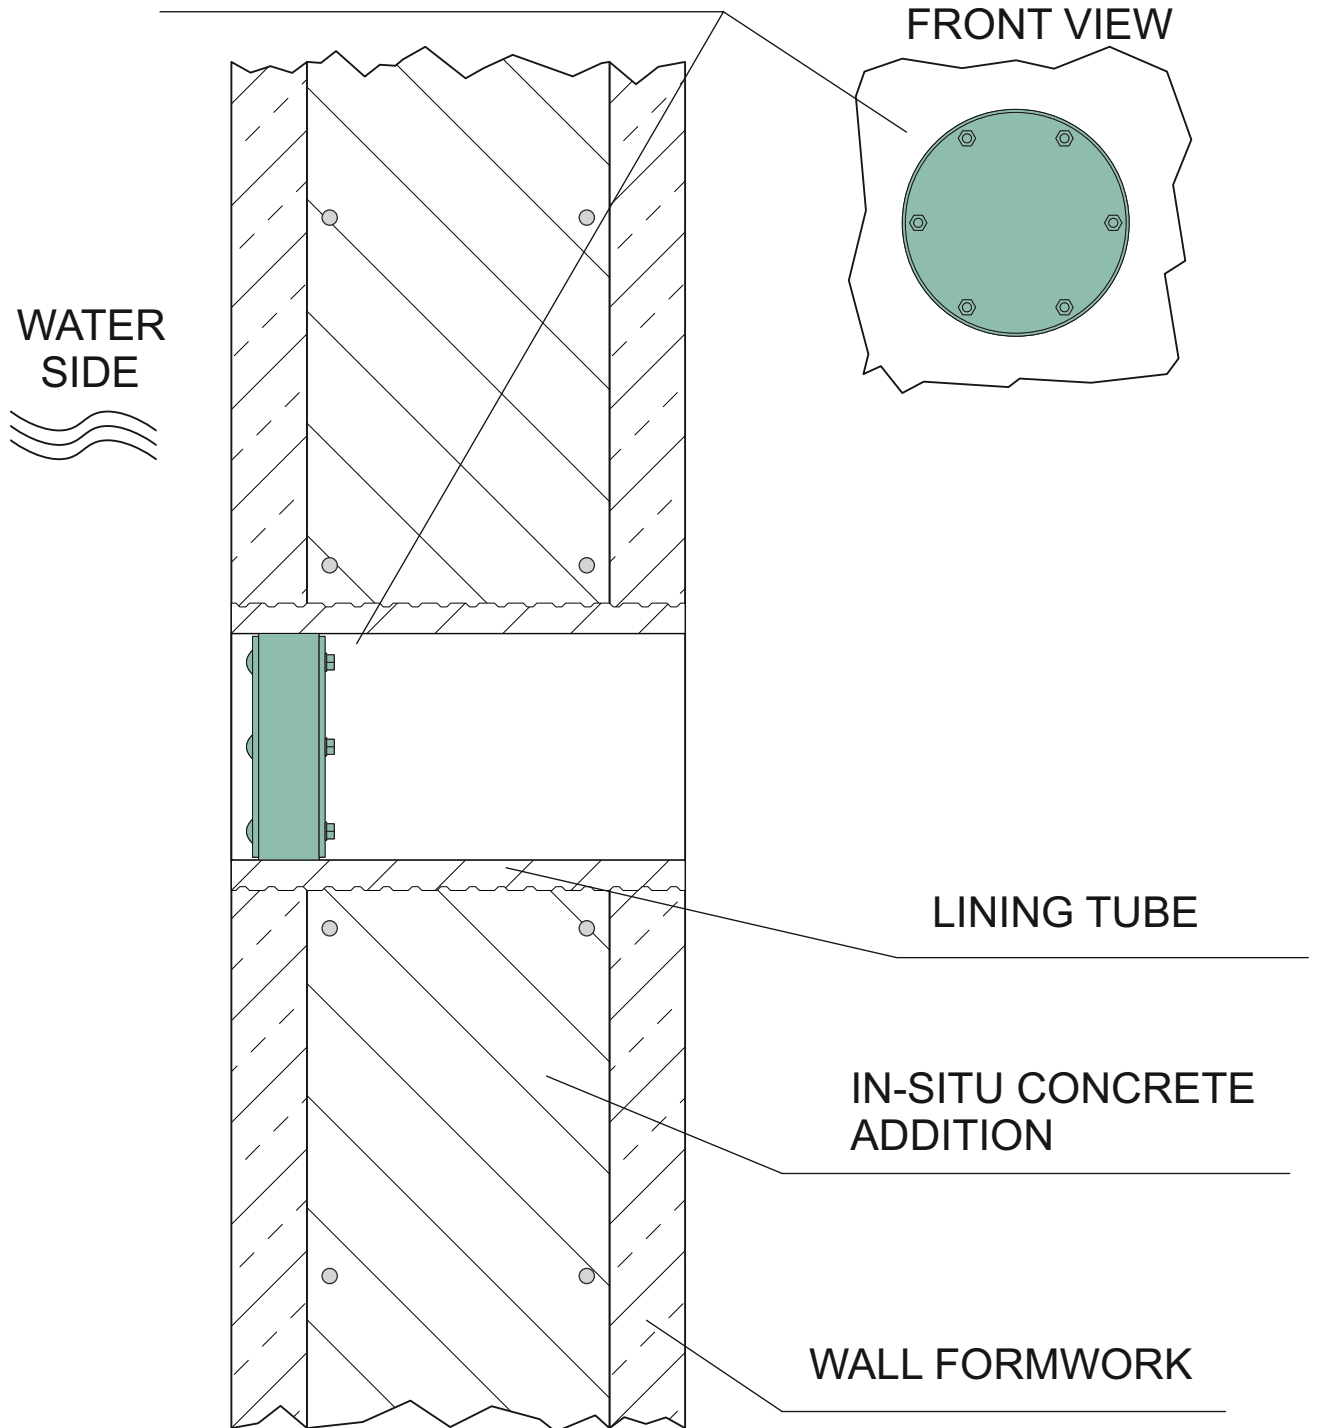 FRONT VIEW
WATER
SIDE
LINING TUBE
IN-SITU CONCRETE
ADDITION
WALL FORMWORK